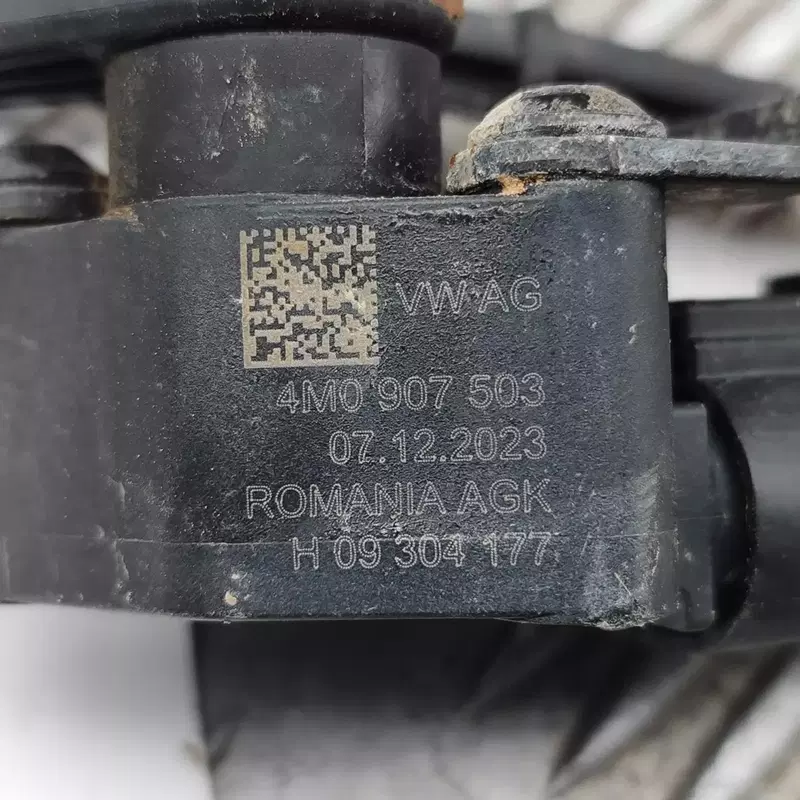 VW AG
4M0 907 503
07.12.2023
ROMANIA AGK
H 09 304 177